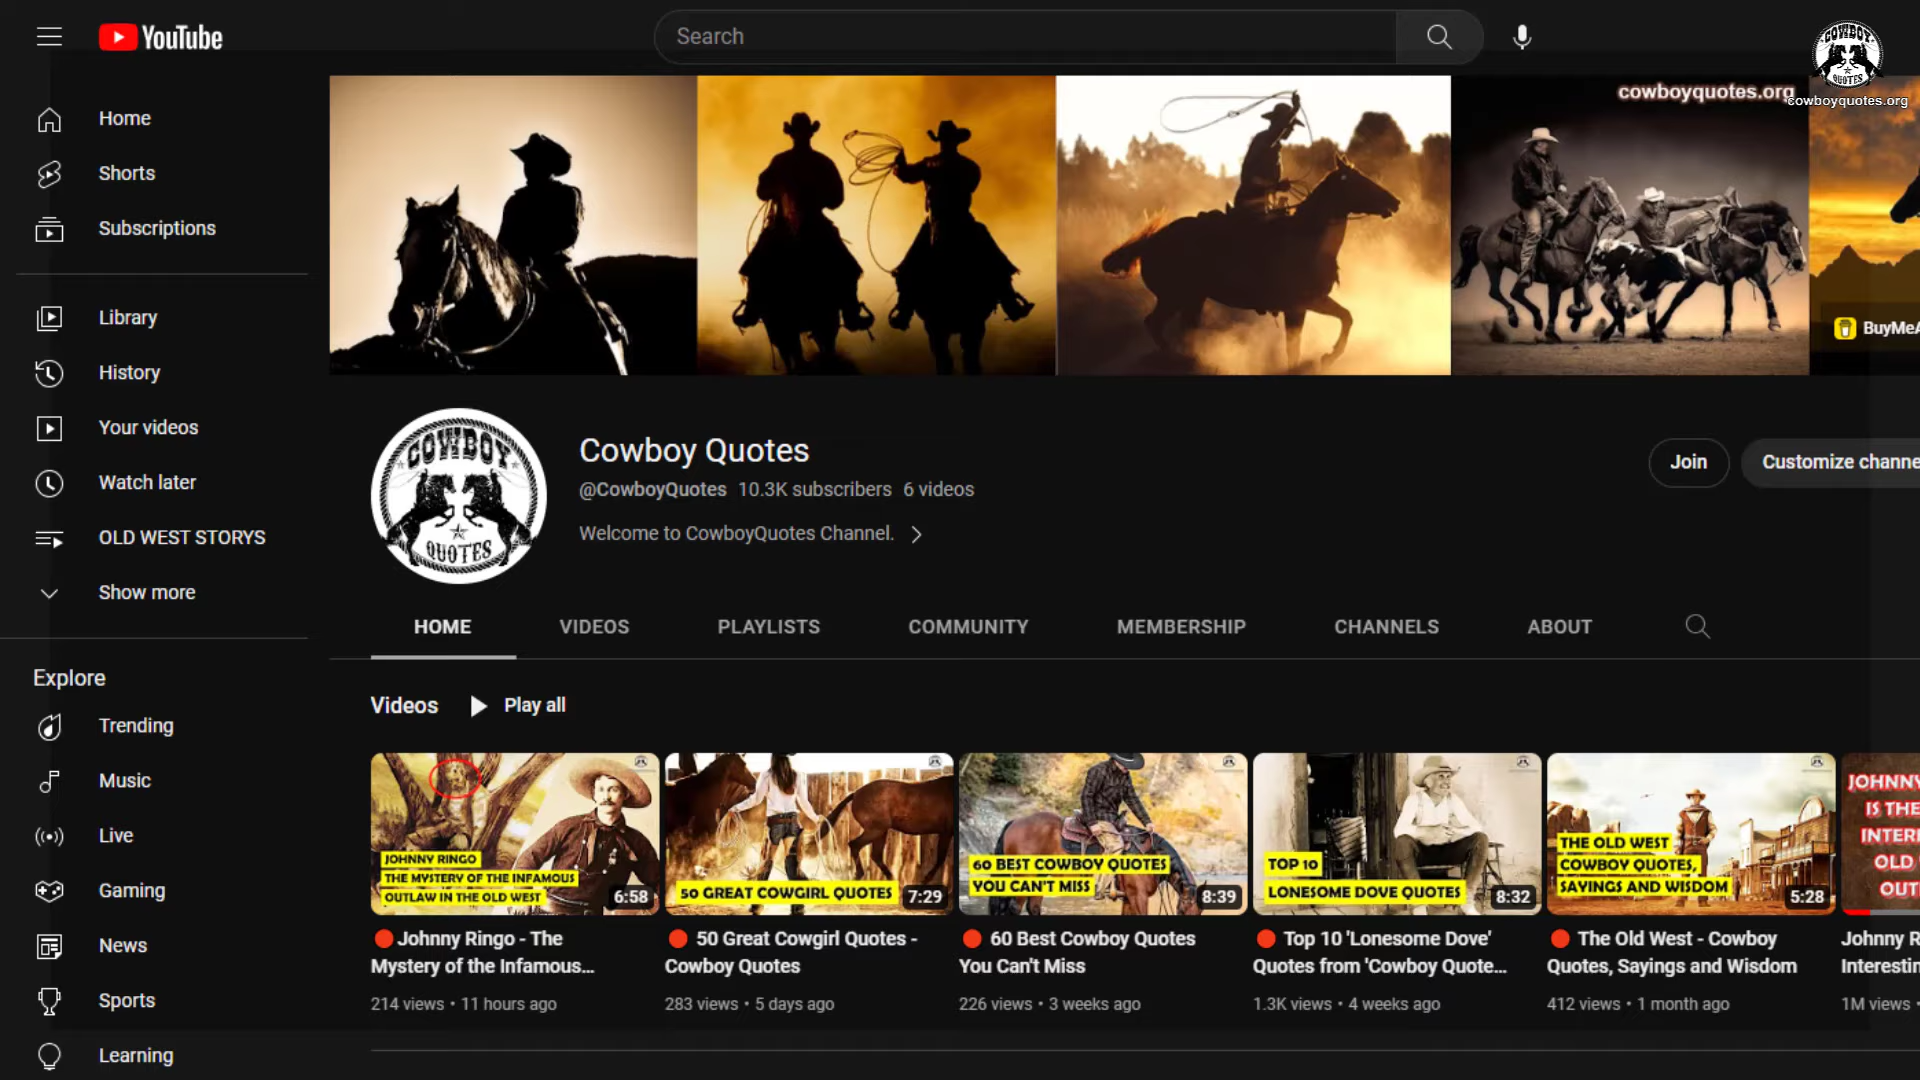 YouTube
Search
COWBOY
QUOTES
cowboyquotes.org
cowboyquotes.org
Home
Shorts
Subscriptions
Library
History
Your videos
Watch later
OLD WEST STORYS
Show more
Explore
Trending
Music
Live
Gaming
News
Sports
Learning
BuyMeA
COWBOY
QUOTES
Cowboy Quotes
@CowboyQuotes 10.3K subscribers 6 videos
Welcome to CowboyQuotes Channel.
Join
Customize channe
HOME VIDEOS PLAYLISTS COMMUNITY MEMBERSHIP CHANNELS ABOUT
Videos Play all
JOHNNY RINGO
THE MYSTERY OF THE INFAMOUS
OUTLAW IN THE OLD WEST
6:58
Johnny Ringo - The
Mystery of the Infamous...
214 views • 11 hours ago
50 GREAT COWGIRL QUOTES
7:29
50 Great Cowgirl Quotes -
Cowboy Quotes
283 views • 5 days ago
60 BEST COWBOY QUOTES
YOU CAN'T MISS
8:39
60 Best Cowboy Quotes
You Can't Miss
226 views • 3 weeks ago
TOP 10
LONESOME DOVE QUOTES
8:32
Top 10 'Lonesome Dove'
Quotes from 'Cowboy Quote...
1.3K views • 4 weeks ago
THE OLD WEST
COWBOY QUOTES,
SAYINGS AND WISDOM
5:28
The Old West - Cowboy
Quotes, Sayings and Wisdom
412 views • 1 month ago
JOHNNY
IS THE
INTERE
OLD
OUT
Johnny R
Interestin
1M views •